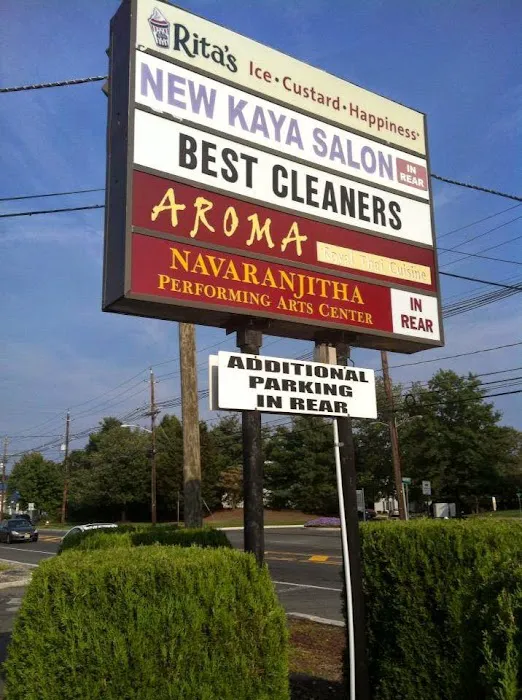 Rita's Ice • Custard • Happiness
NEW KAYA SALON IN REAR
BEST CLEANERS
AROMA Royal Thai Cuisine
NAVARANJITHA
PERFORMING ARTS CENTER
IN REAR
ADDITIONAL
PARKING
IN REAR